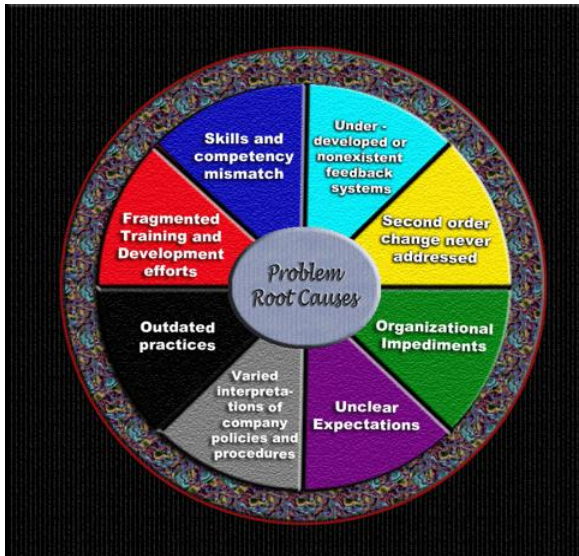 Skills and
competency
mismatch
Under -
developed or
nonexistent
feedback
systems
Second order
change never
addressed
Organizational
Impediments
Unclear
Expectations
Varied
interpreta-
tions of
company
policies and
procedures
Outdated
practices
Fragmented
Training and
Development
efforts
Problem
Root Causes